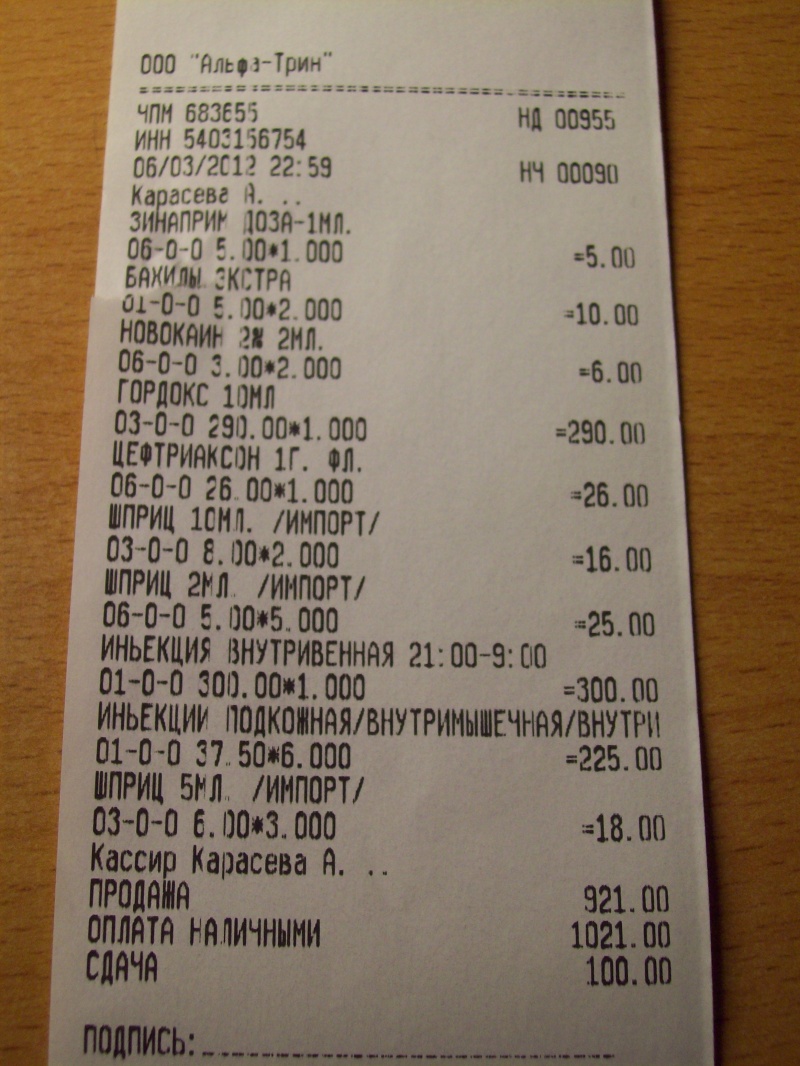 ООО "Альфа-Трин"
ЧПМ 683655 НД 00955
ИНН 5403156754
06/03/2012 22:59 НЧ 00090
Карасева А. ..
ЗИНАПРИМ ДОЗА-1МЛ.
06-0-0 5.00*1.000 =5.00
БАХИЛЫ ЭКСТРА
01-0-0 5.00*2.000 =10.00
НОВОКАИН 2% 2МЛ.
06-0-0 3.00*2.000 =6.00
ГОРДОКС 10МЛ
03-0-0 290.00*1.000 =290.00
ЦЕФТРИАКСОН 1Г. ФЛ.
06-0-0 26.00*1.000 =26.00
ШПРИЦ 10МЛ. /ИМПОРТ/
03-0-0 8.00*2.000 =16.00
ШПРИЦ 2МЛ. /ИМПОРТ/
06-0-0 5.00*5.000 =25.00
ИНЬЕКЦИЯ ВНУТРИВЕННАЯ 21:00-9:00
01-0-0 300.00*1.000 =300.00
ИНЬЕКЦИИ ПОДКОЖНАЯ/ВНУТРИМЫШЕЧНАЯ/ВНУТРИ
01-0-0 37.50*6.000 =225.00
ШПРИЦ 5МЛ. /ИМПОРТ/
03-0-0 6.00*3.000 =18.00
Кассир Карасева А. ..
ПРОДАЖА 921.00
ОПЛАТА НАЛИЧНЫМИ 1021.00
СДАЧА 100.00
ПОДПИСЬ: